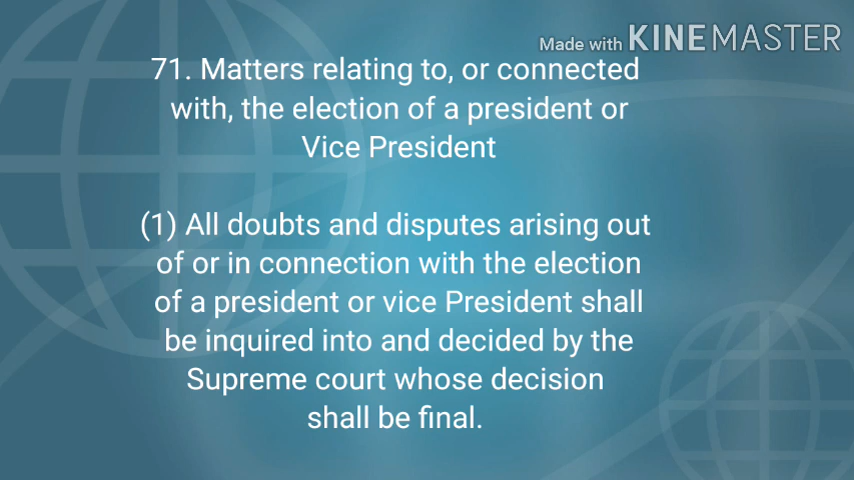 Made with KINEMASTER
71. Matters relating to, or connected
with, the election of a president or
Vice President
(1) All doubts and disputes arising out
of or in connection with the election
of a president or vice President shall
be inquired into and decided by the
Supreme court whose decision
shall be final.